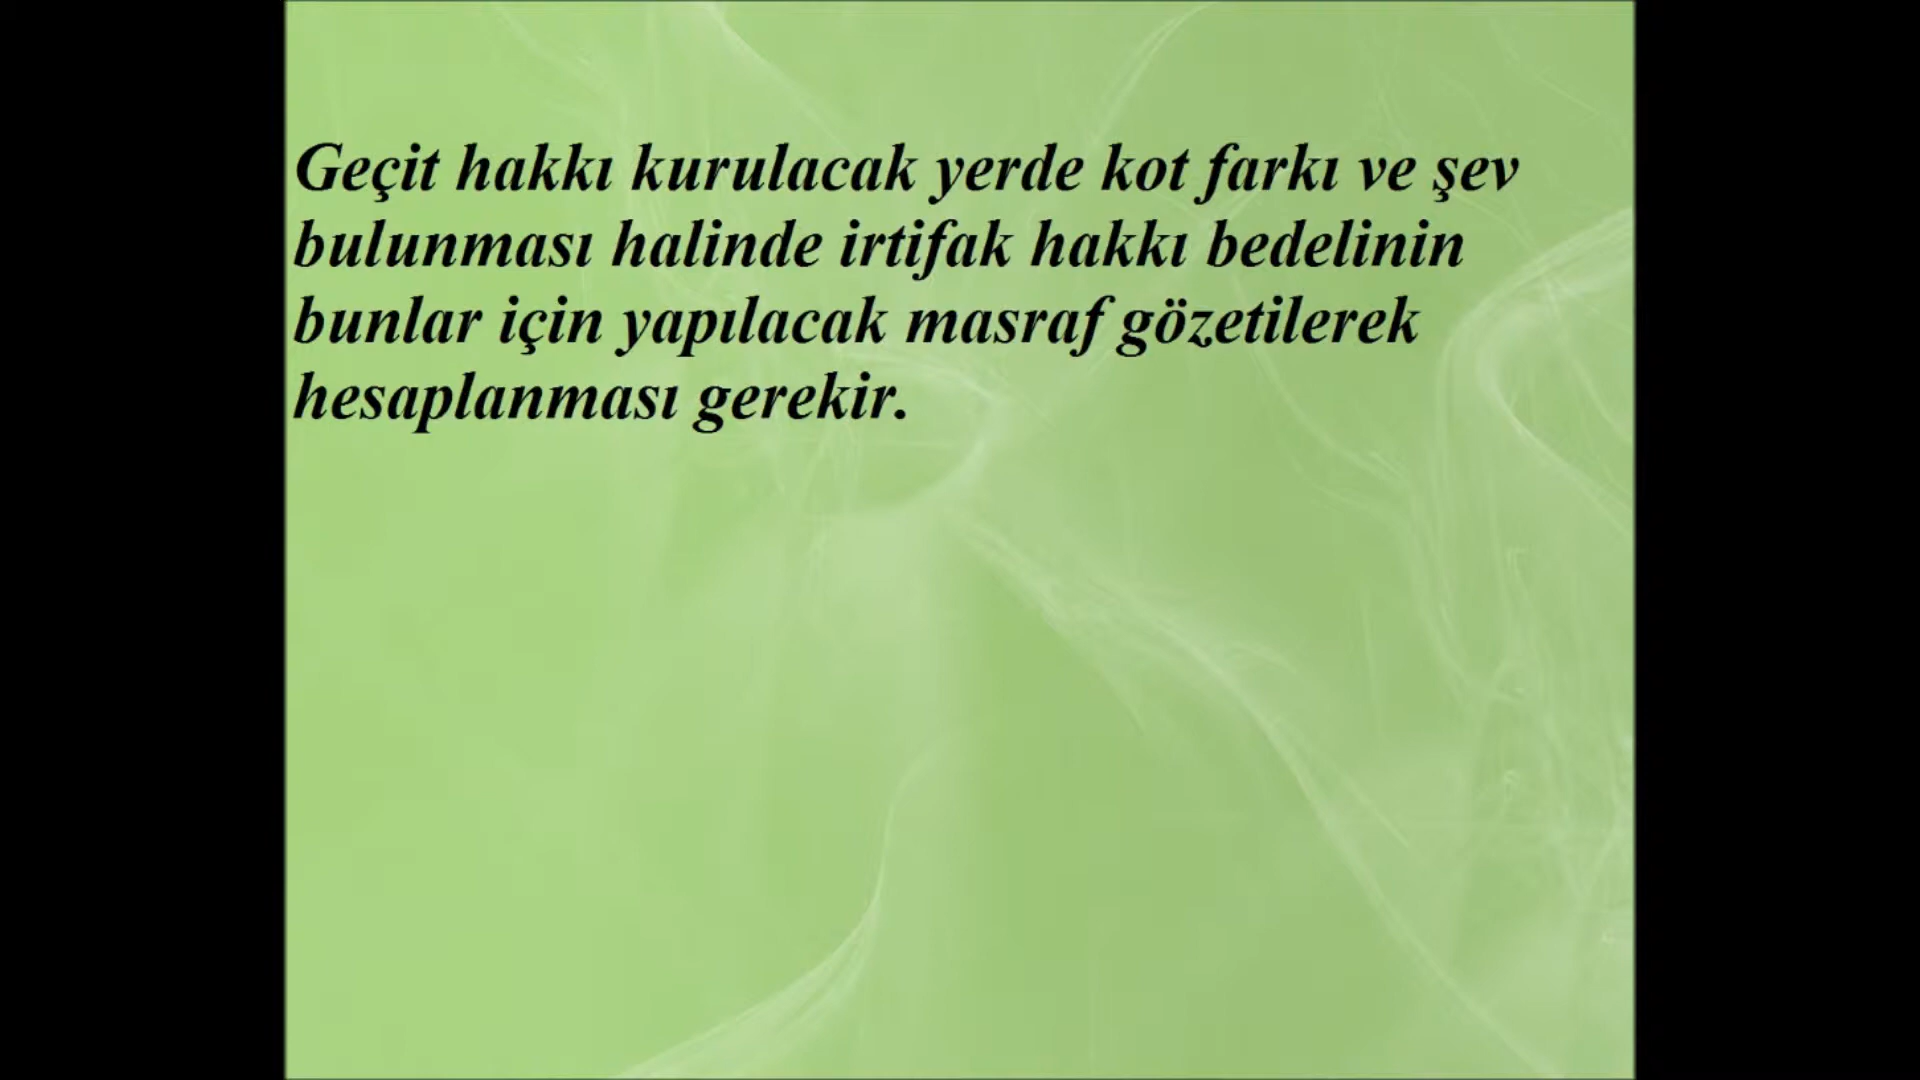 Geçit hakkı kurulacak yerde kot farkı ve şev
bulunması halinde irtifak hakkı bedelinin
bunlar için yapılacak masraf gözetilerek
hesaplanması gerekir.